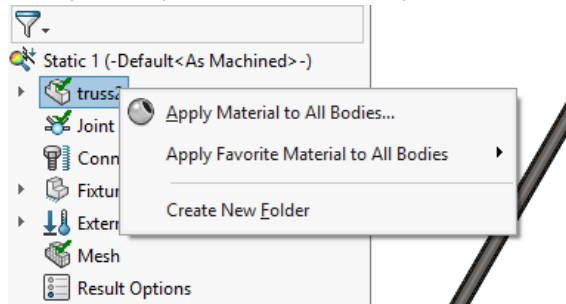 Static 1 (-Default<As Machined>-)
truss2
Apply Material to All Bodies...
Joint
Apply Favorite Material to All Bodies
Conn
Fixtur
Create New Folder
Extern
Mesh
Result Options